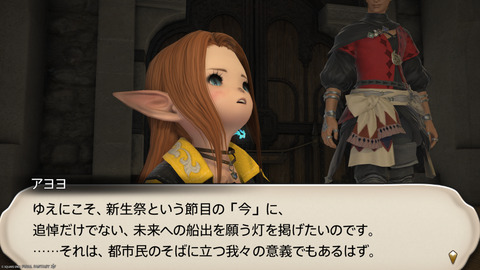 アヨヨ
ゆえにこそ、新生祭という節目の「今」に、
追悼だけでない、未来への船出を願う灯を掲げたいのです。
……それは、都市民のそばに立つ我々の意義でもあるはず。